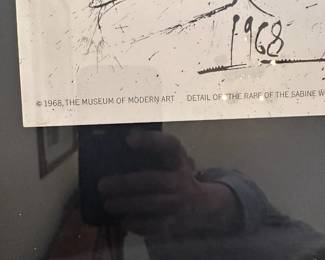 1968
© 1968, THE MUSEUM OF MODERN ART DETAIL OF "THE RAPE OF THE SABINE W